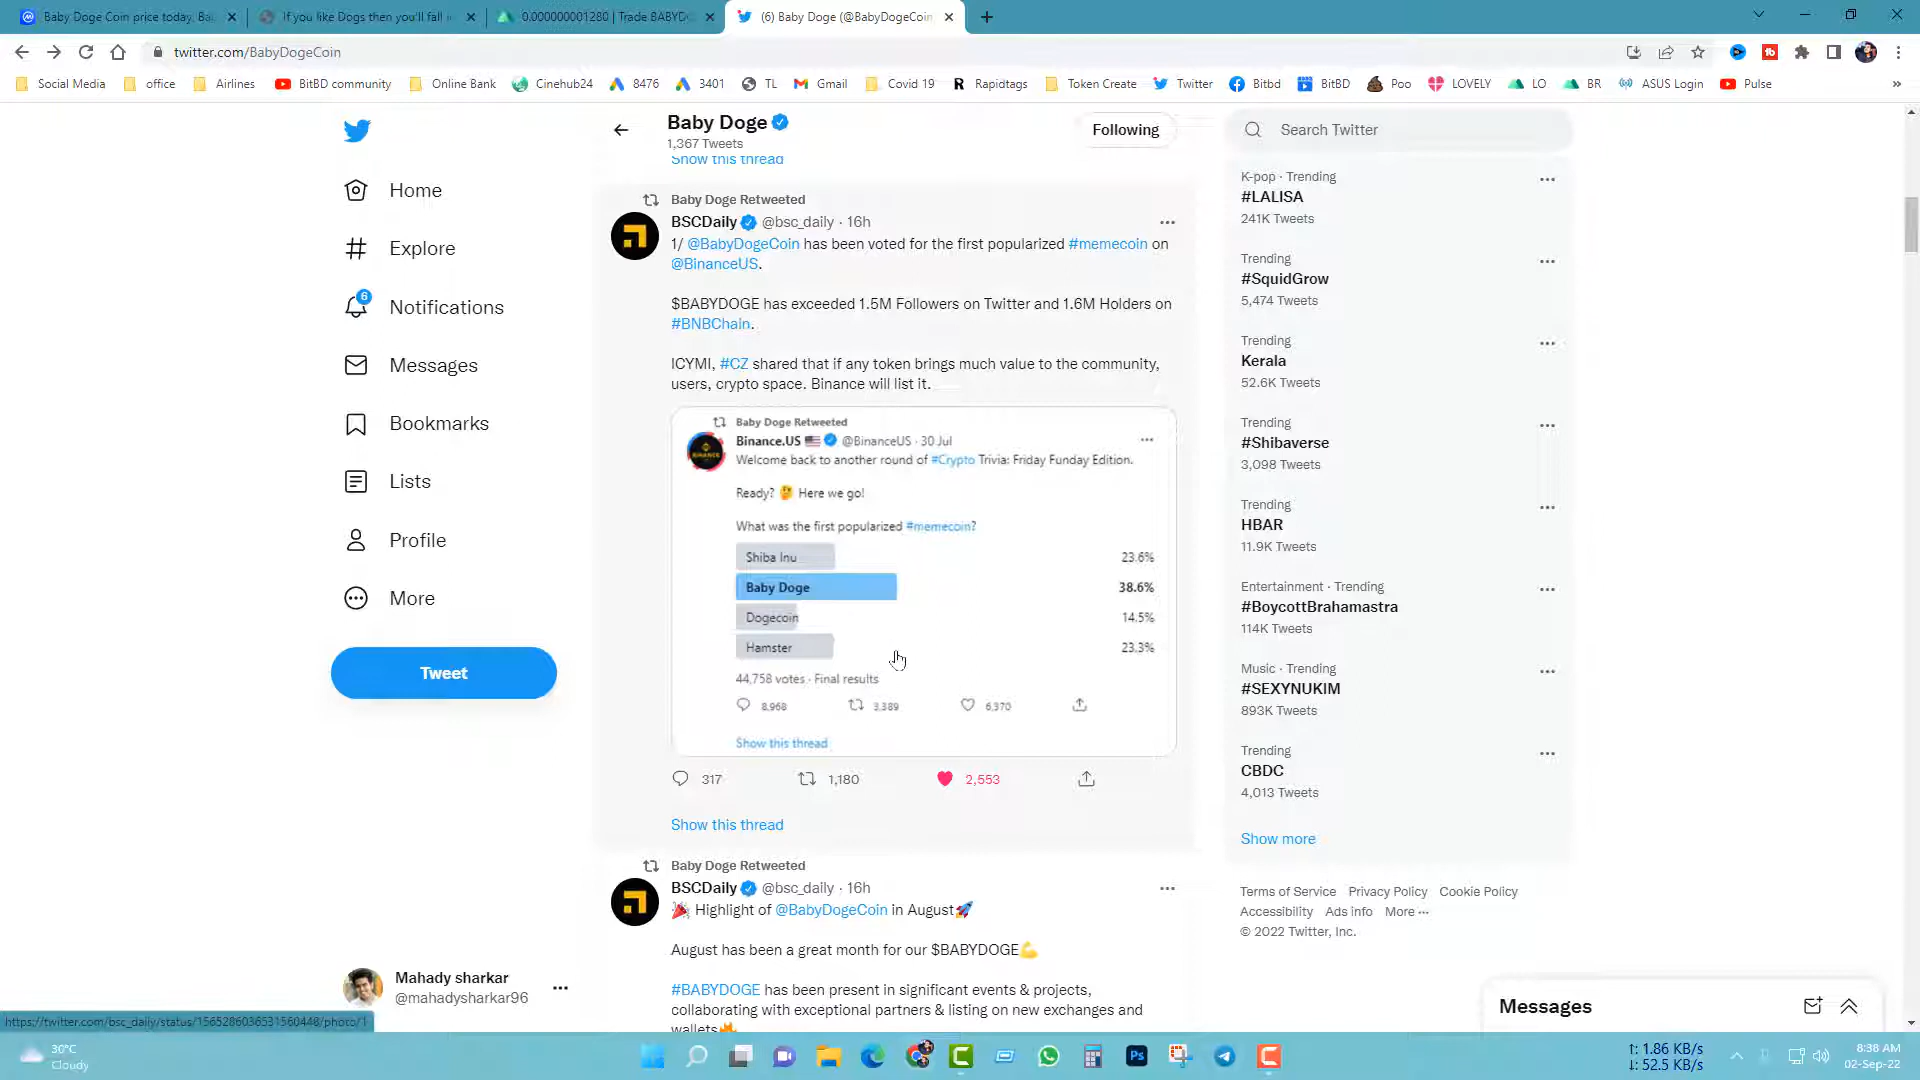 Baby Doge Coin price today, Ba
If you like Dogs then you'll fall i
0.000000001280 | Trade BABYD
(6) Baby Doge (@BabyDogeCoin
twitter.com/BabyDogeCoin
Social Media
office
Airlines
BitBD community
Online Bank
Cinehub24
8476
3401
TL
Gmail
Covid 19
Rapidtags
Token Create
Twitter
Bitbd
BitBD
Poo
LOVELY
LO
BR
ASUS Login
Pulse
Home
Explore
6
Notifications
Messages
Bookmarks
Lists
Profile
More
Tweet
Mahady sharkar
@mahadysharkar96
Baby Doge
1,367 Tweets
Following
Show this thread
Baby Doge Retweeted
BSCDaily @bsc_daily · 16h
1/ @BabyDogeCoin has been voted for the first popularized #memecoin on
@BinanceUS.
$BABYDOGE has exceeded 1.5M Followers on Twitter and 1.6M Holders on
#BNBChain.
ICYMI, #CZ shared that if any token brings much value to the community,
users, crypto space. Binance will list it.
Baby Doge Retweeted
Binance.US @BinanceUS · 30 Jul
Welcome back to another round of #Crypto Trivia: Friday Funday Edition.
Ready? 🤔 Here we go!
What was the first popularized #memecoin?
Shiba Inu 23.6%
Baby Doge 38.6%
Dogecoin 14.5%
Hamster 23.3%
44,758 votes · Final results
8,968 3,389 6,370
Show this thread
317 1,180 2,553
Show this thread
Baby Doge Retweeted
BSCDaily @bsc_daily · 16h
🎉 Highlight of @BabyDogeCoin in August🚀
August has been a great month for our $BABYDOGE💪
#BABYDOGE has been present in significant events & projects,
collaborating with exceptional partners & listing on new exchanges and
wallets🔥
Search Twitter
K-pop · Trending
#LALISA
241K Tweets
Trending
#SquidGrow
5,474 Tweets
Trending
Kerala
52.6K Tweets
Trending
#Shibaverse
3,098 Tweets
Trending
HBAR
11.9K Tweets
Entertainment · Trending
#BoycottBrahamastra
114K Tweets
Music · Trending
#SEXYNUKIM
893K Tweets
Trending
CBDC
4,013 Tweets
Show more
Terms of Service Privacy Policy Cookie Policy
Accessibility Ads info More ···
© 2022 Twitter, Inc.
Messages
https://twitter.com/bsc_daily/status/1565286036531560448/photo/1
30°C
Cloudy
Ps
↑: 1.86 KB/s
↓: 52.5 KB/s
8:38 AM
02-Sep-22